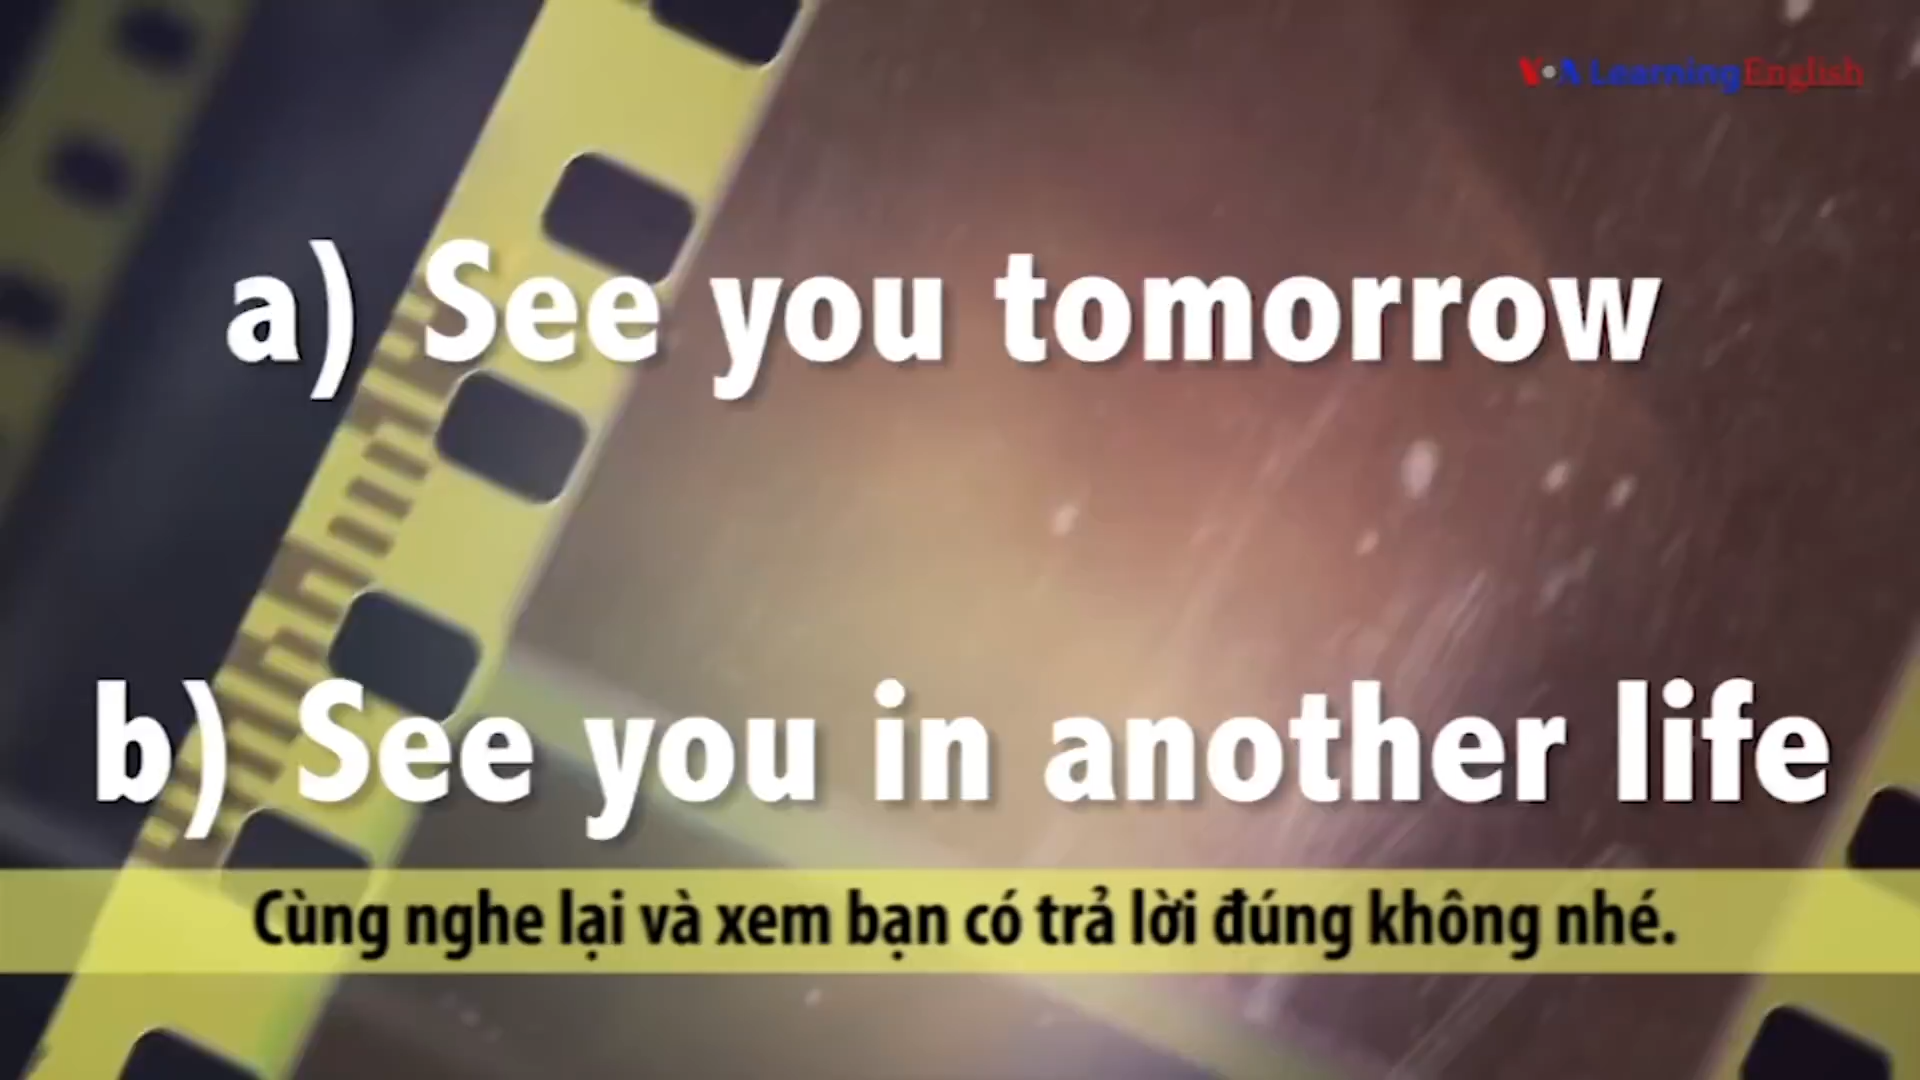 VOA Learning English
a) See you tomorrow
b) See you in another life
Cùng nghe lại và xem bạn có trả lời đúng không nhé.